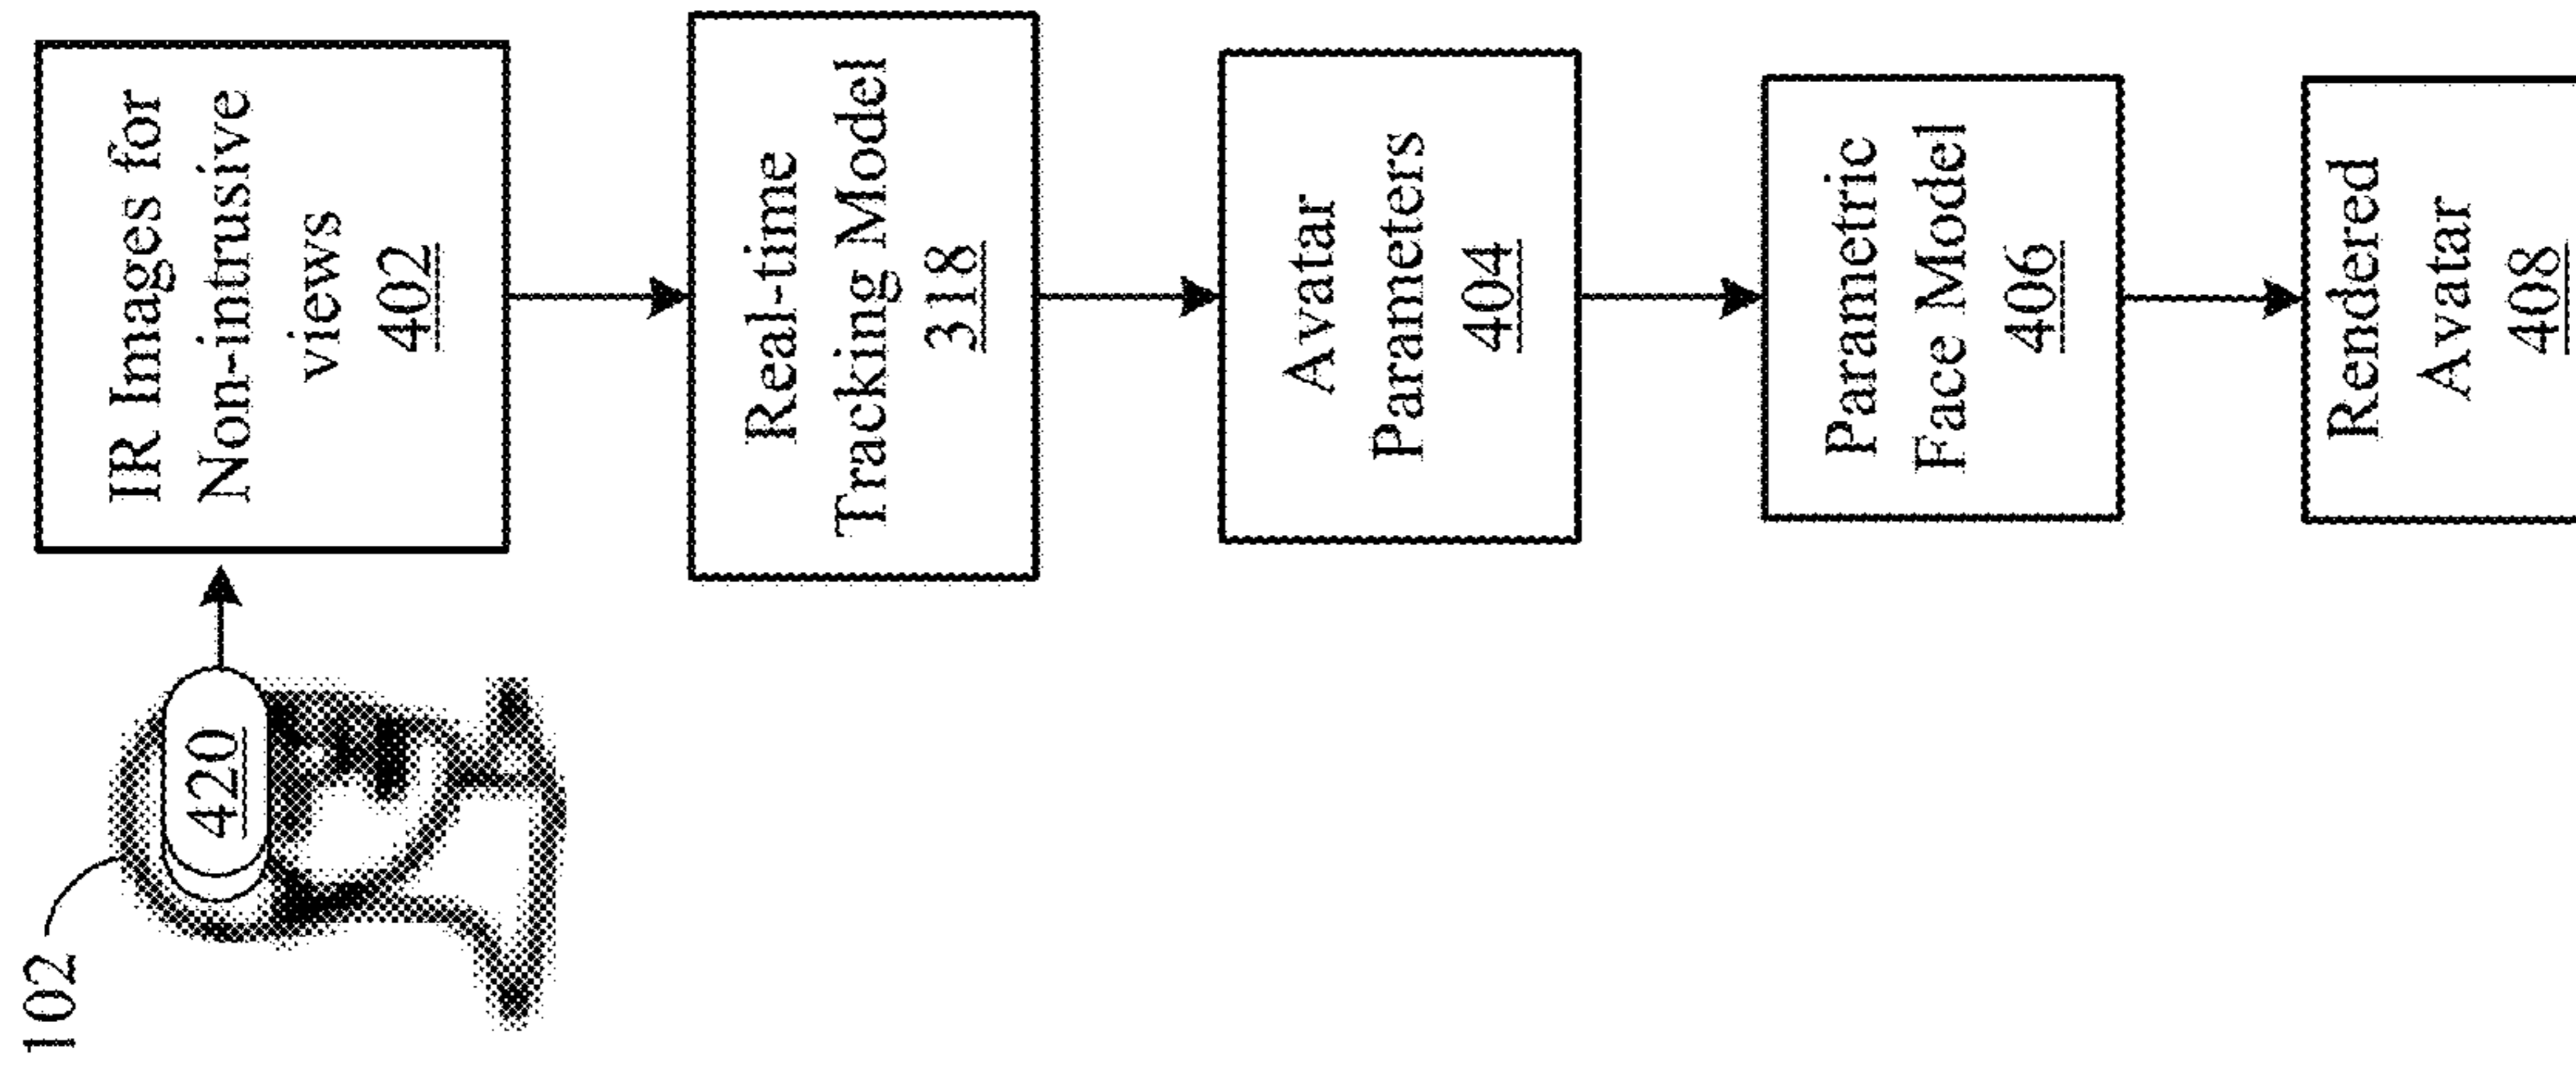 102
420
IR Images for
Non-intrusive
views
402
Real-time
Tracking Model
318
Avatar
Parameters
404
Parametric
Face Model
406
Rendered
Avatar
408